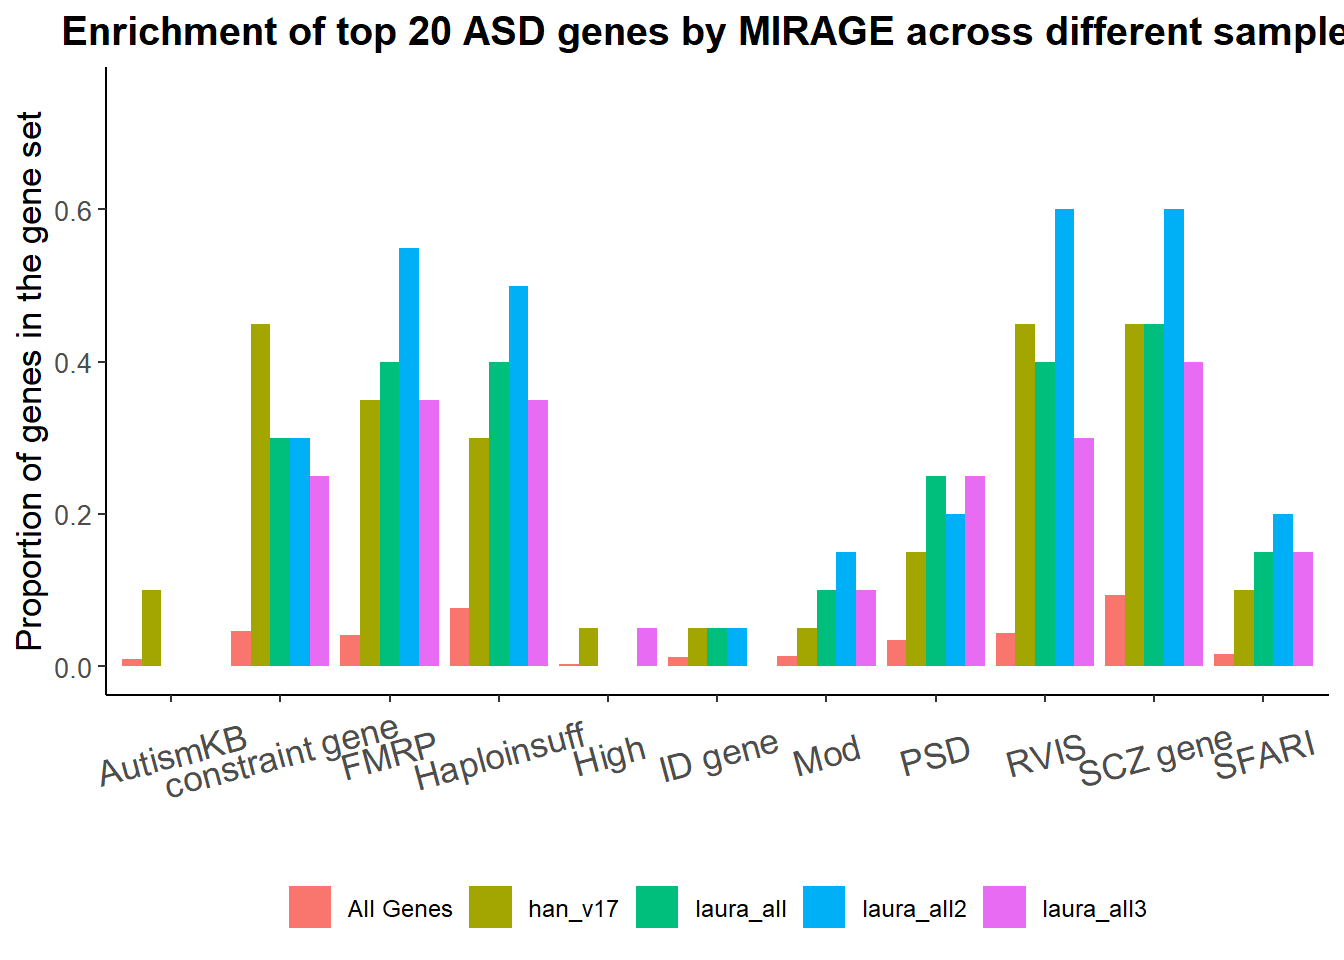 Enrichment of top 20 ASD genes by MIRAGE across different sample
Proportion of genes in the gene set
0.6
0.4
0.2
0.0
AutismKB
constraint gene
FMRP
Haploinsuff
High
ID gene
Mod
PSD
RVIS
SCZ gene
SFARI
All Genes han_v17 laura_all laura_all2 laura_all3